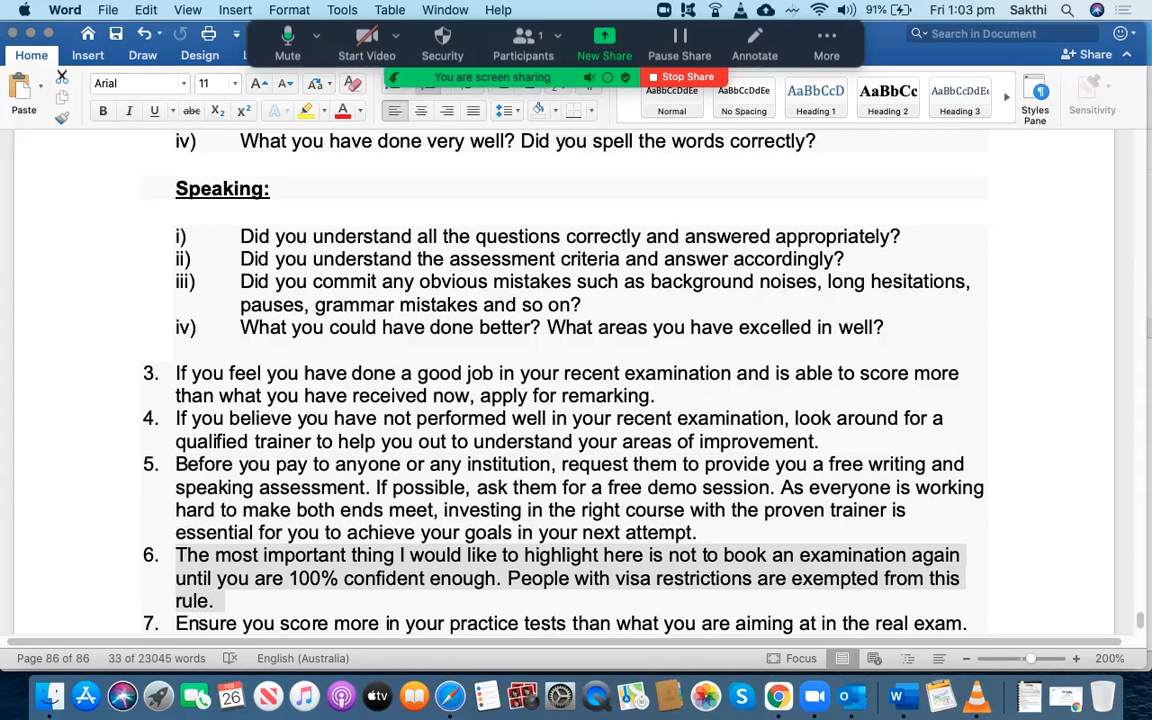 Word File Edit View Insert Format Tools Table Window Help 91% Fri 1:03 pm Sakthi
Search in Document
Mute Start Video Security Participants 1 New Share Pause Share Annotate More
You are screen sharing Stop Share
Home Insert Draw Design Share
Paste Arial 11 Aa
B I U abc X2 X2 A A
AaBbCcDdEe Normal AaBbCcDdEe No Spacing AaBbCcD Heading 1 AaBbCc Heading 2 AaBbCcDdE Heading 3 Styles Pane Sensitivity
iv) What you have done very well? Did you spell the words correctly?
Speaking:
i) Did you understand all the questions correctly and answered appropriately?
ii) Did you understand the assessment criteria and answer accordingly?
iii) Did you commit any obvious mistakes such as background noises, long hesitations,
pauses, grammar mistakes and so on?
iv) What you could have done better? What areas you have excelled in well?
3. If you feel you have done a good job in your recent examination and is able to score more
than what you have received now, apply for remarking.
4. If you believe you have not performed well in your recent examination, look around for a
qualified trainer to help you out to understand your areas of improvement.
5. Before you pay to anyone or any institution, request them to provide you a free writing and
speaking assessment. If possible, ask them for a free demo session. As everyone is working
hard to make both ends meet, investing in the right course with the proven trainer is
essential for you to achieve your goals in your next attempt.
6. The most important thing I would like to highlight here is not to book an examination again
until you are 100% confident enough. People with visa restrictions are exempted from this
rule.
7. Ensure you score more in your practice tests than what you are aiming at in the real exam.
Page 86 of 86 33 of 23045 words English (Australia) Focus 200%
FEB 26 tv